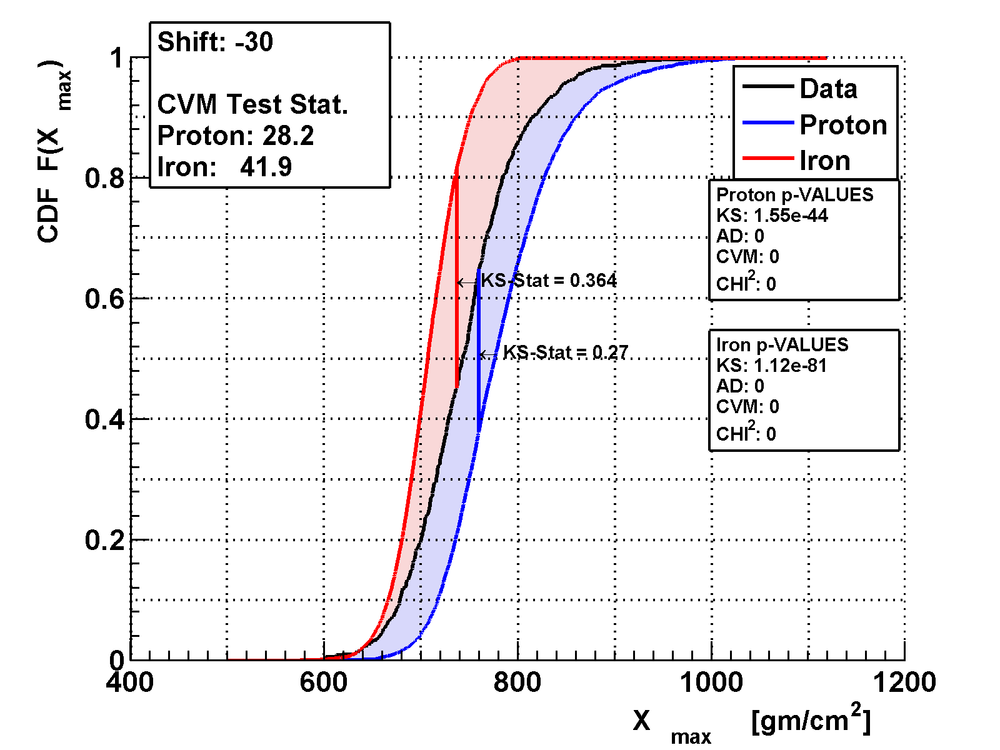 Shift: -30
CVM Test Stat.
Proton: 28.2
Iron: 41.9
CDF F(X max)
1
0.8
0.6
0.4
0.2
0
Data
Proton
Iron
Proton p-VALUES
KS: 1.55e-44
AD: 0
CVM: 0
CHI²: 0
KS-Stat = 0.364
KS-Stat = 0.27
Iron p-VALUES
KS: 1.12e-81
AD: 0
CVM: 0
CHI²: 0
400 600 800 1000 1200
X max [gm/cm²]